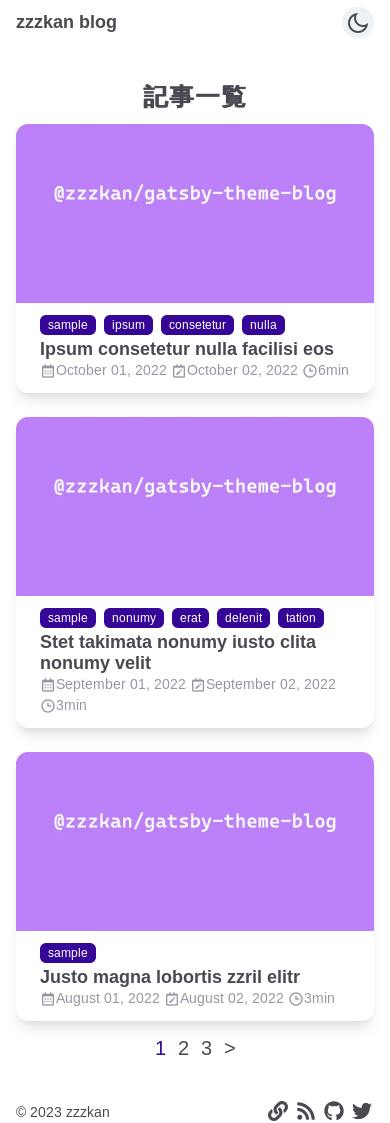 zzzkan blog
記事一覧
@zzzkan/gatsby-theme-blog
sample ipsum consetetur nulla
Ipsum consetetur nulla facilisi eos
October 01, 2022 October 02, 2022 6min
@zzzkan/gatsby-theme-blog
sample nonumy erat delenit tation
Stet takimata nonumy iusto clita
nonumy velit
September 01, 2022 September 02, 2022
3min
@zzzkan/gatsby-theme-blog
sample
Justo magna lobortis zzril elitr
August 01, 2022 August 02, 2022 3min
1 2 3 >
© 2023 zzzkan